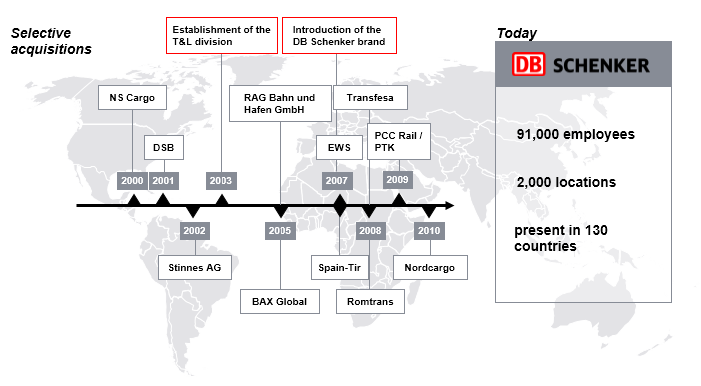 Selective
acquisitions
Establishment of the
T&L division
Introduction of the
DB Schenker brand
Today
DB SCHENKER
NS Cargo
RAG Bahn und
Hafen GmbH
Transfesa
91,000 employees
DSB
EWS
PCC Rail /
PTK
2000
2001
2003
2007
2009
2,000 locations
2002
2005
2008
2010
present in 130
countries
Stinnes AG
Spain-Tir
Nordcargo
BAX Global
Romtrans